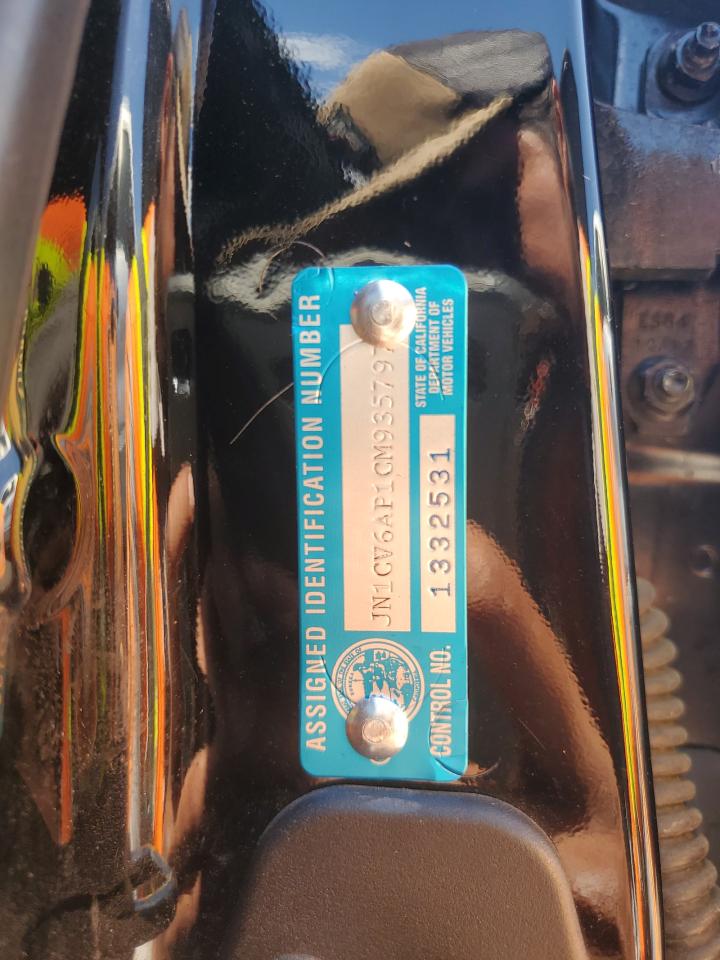 ASSIGNED IDENTIFICATION NUMBER
JN1CV6AP1CM935797
STATE OF CALIFORNIA
DEPARTMENT OF
MOTOR VEHICLES
CONTROL NO.
1332531